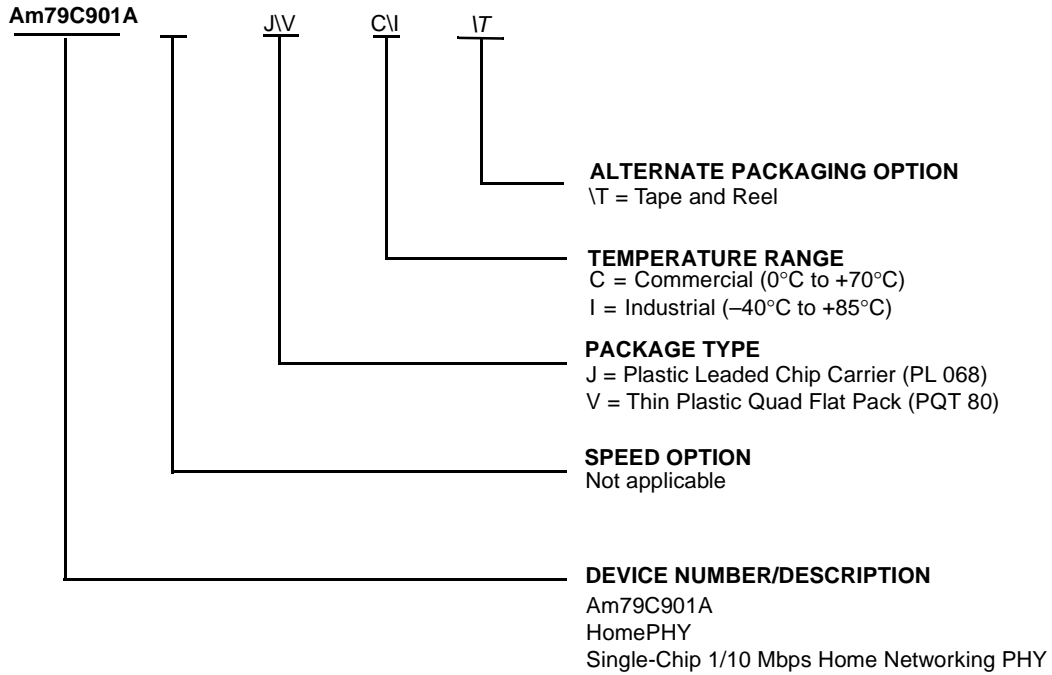 Am79C901A J\V C\I \T
ALTERNATE PACKAGING OPTION
\T = Tape and Reel
TEMPERATURE RANGE
C = Commercial (0°C to +70°C)
I = Industrial (–40°C to +85°C)
PACKAGE TYPE
J = Plastic Leaded Chip Carrier (PL 068)
V = Thin Plastic Quad Flat Pack (PQT 80)
SPEED OPTION
Not applicable
DEVICE NUMBER/DESCRIPTION
Am79C901A
HomePHY
Single-Chip 1/10 Mbps Home Networking PHY